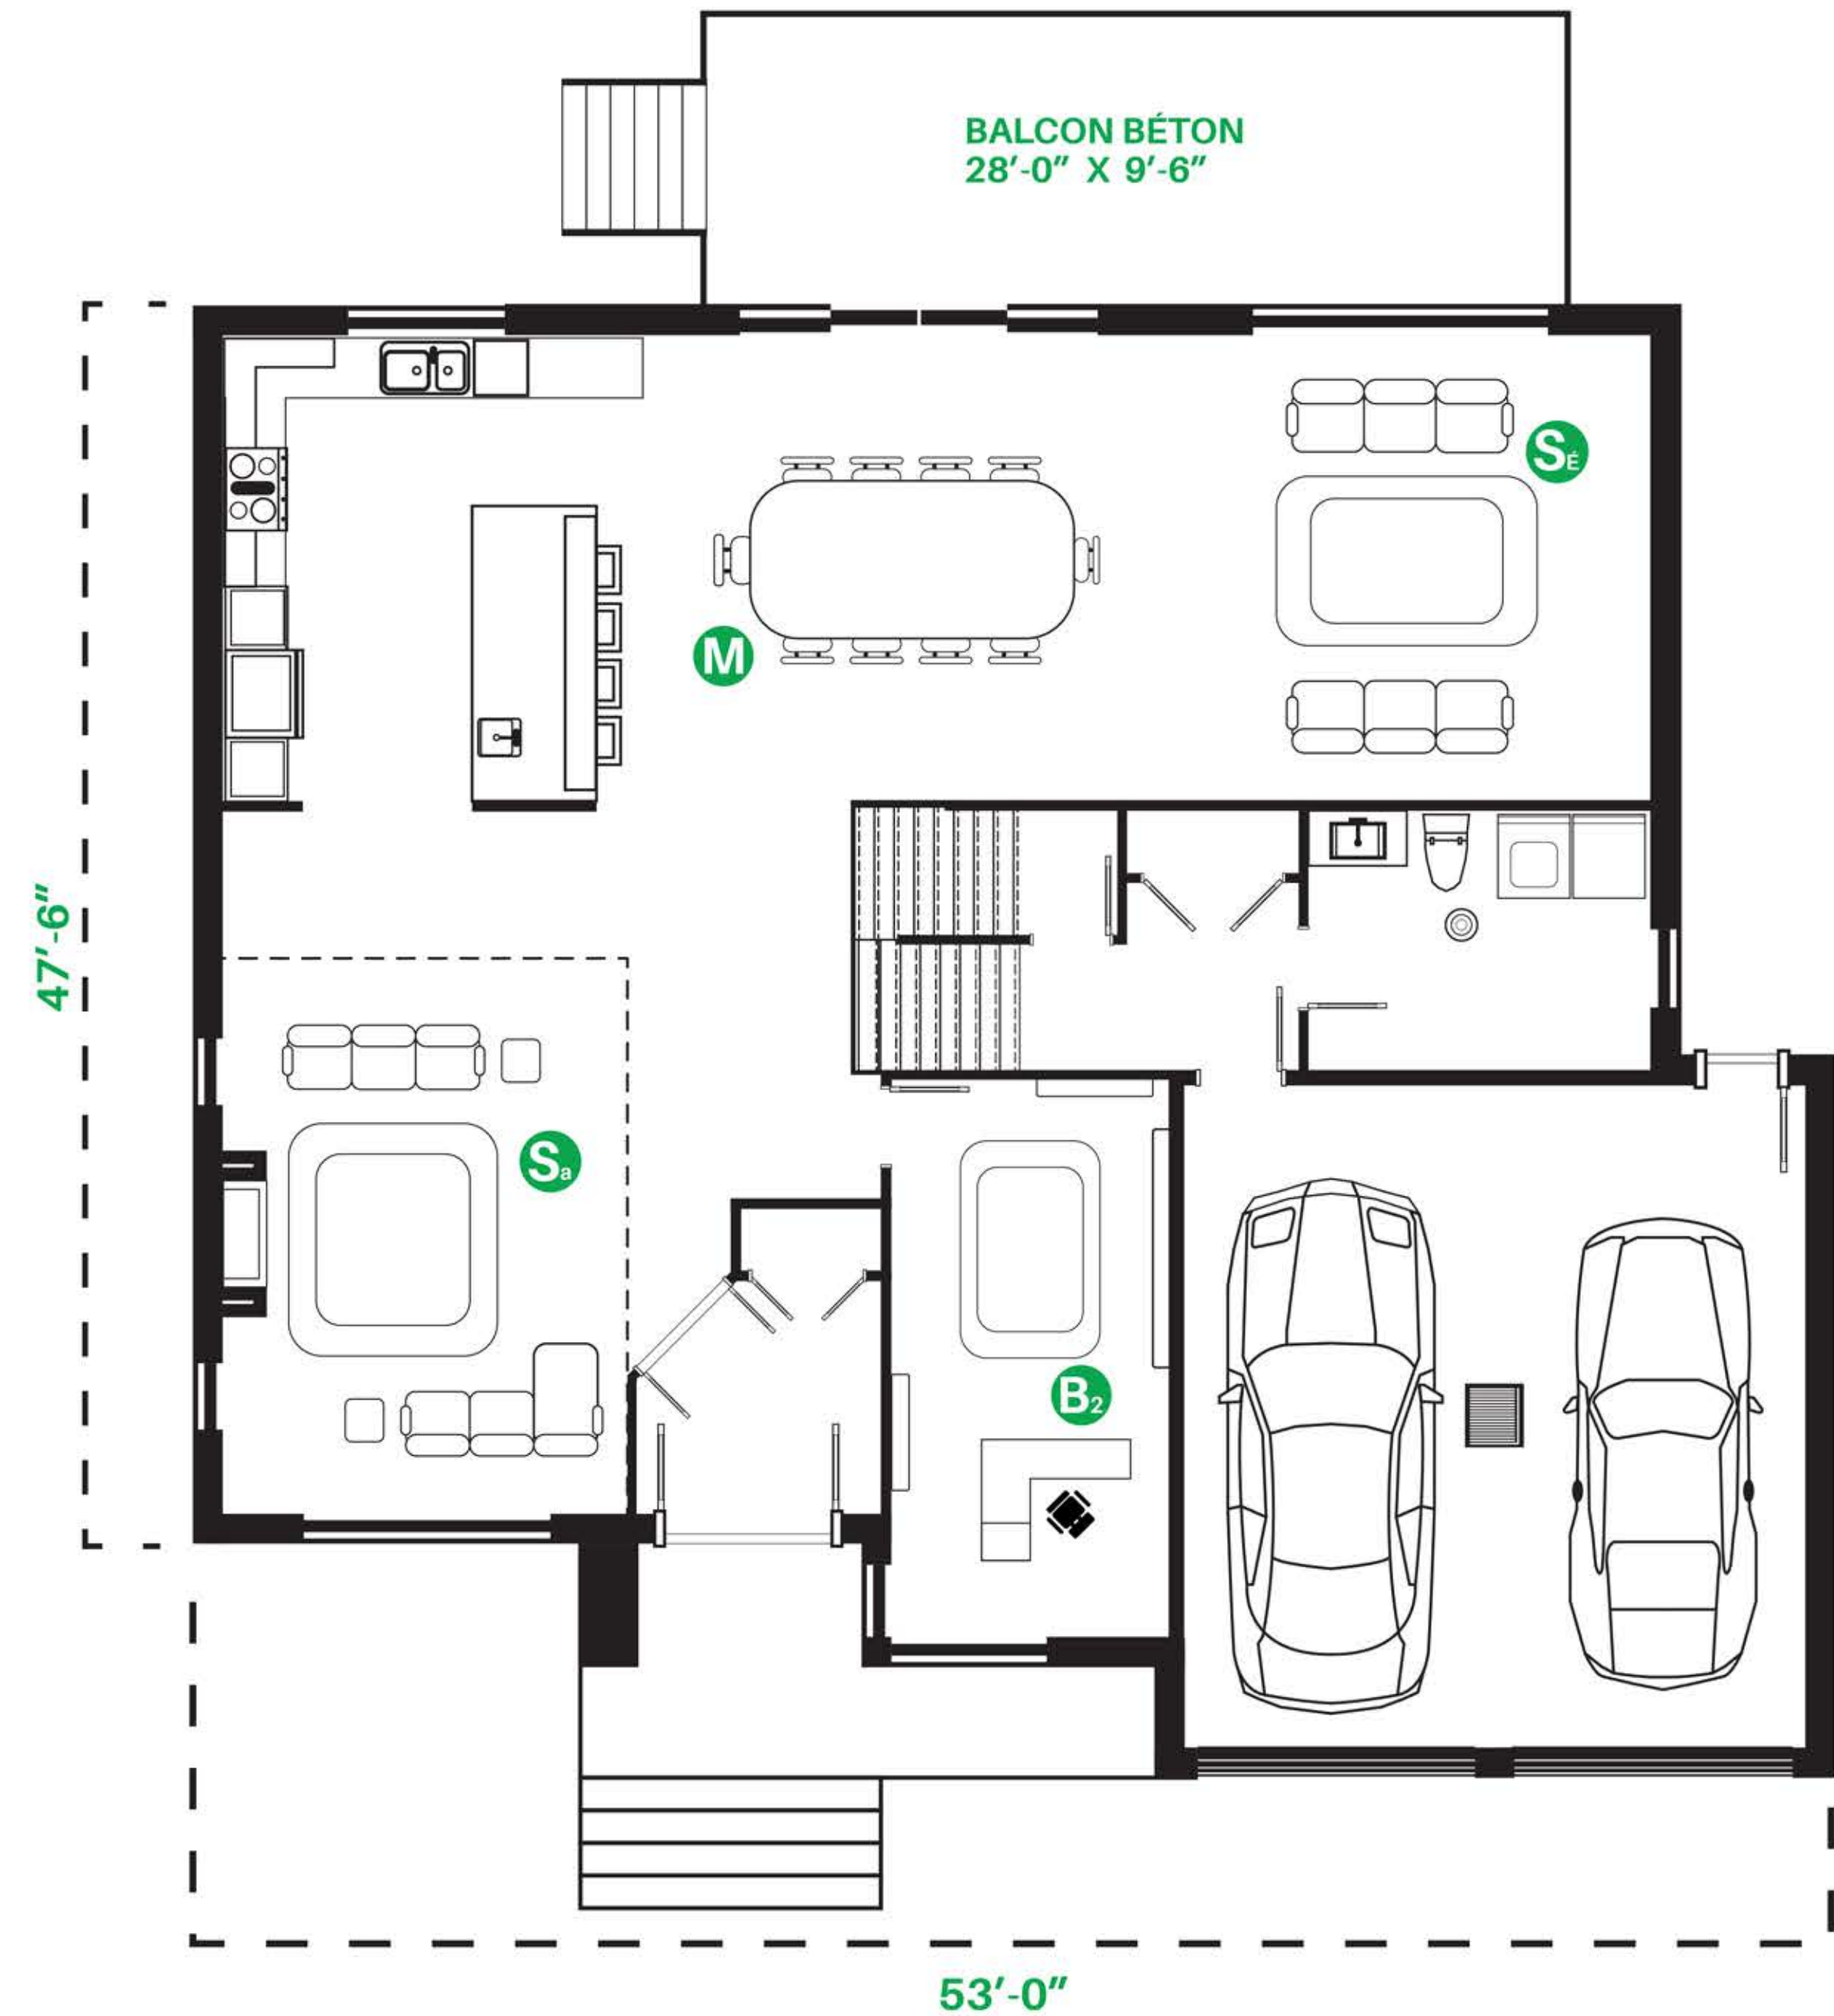 BALCON BÉTON
28′-0″ X 9′-6″
SÉ
M
47′-6″
Sa
B2
53′-0″